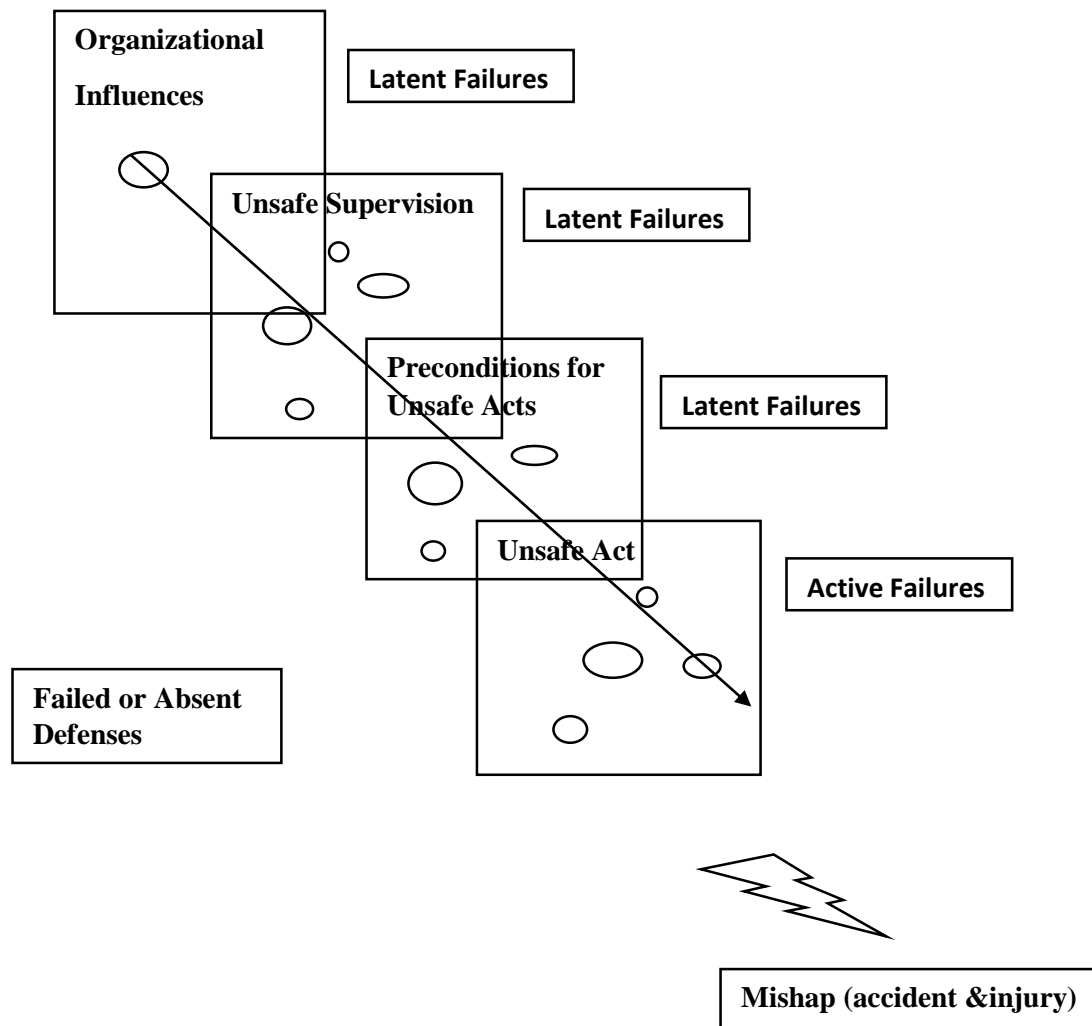 Organizational
Influences
Latent Failures
Unsafe Supervision
Latent Failures
Preconditions for
Unsafe Acts
Latent Failures
Unsafe Act
Active Failures
Failed or Absent
Defenses
Mishap (accident &injury)